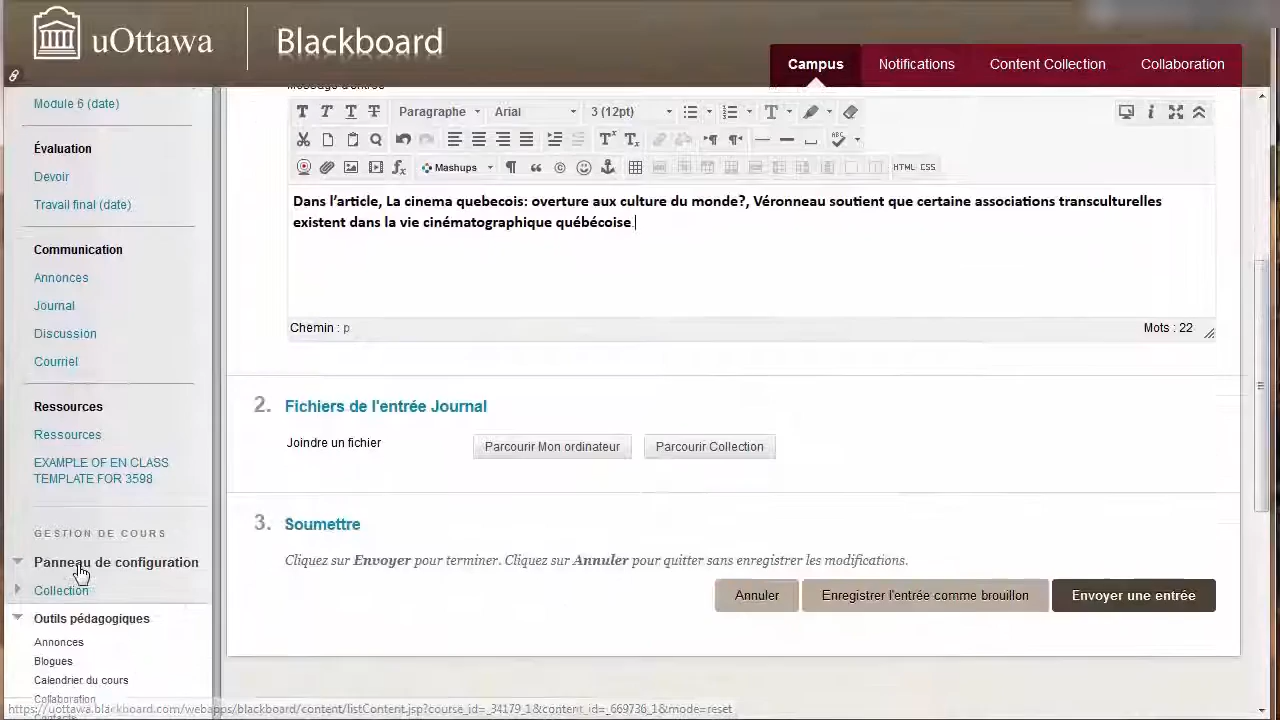 uOttawa
Blackboard
Campus
Notifications
Content Collection
Collaboration
Module 6 (date)
Évaluation
Devoir
Travail final (date)
Communication
Annonces
Journal
Discussion
Courriel
Ressources
Ressources
EXAMPLE OF EN CLASS
TEMPLATE FOR 3598
GESTION DE COURS
Panneau de configuration
Collection
Outils pédagogiques
Annonces
Blogues
Calendrier du cours
Collaboration
Message d'entrée
Paragraphe
Arial
3 (12pt)
Mashups
HTML CSS
Dans l'article, La cinema quebecois: overture aux culture du monde?, Véronneau soutient que certaine associations transculturelles
existent dans la vie cinématographique québécoise.
Chemin : p
Mots : 22
2. Fichiers de l'entrée Journal
Joindre un fichier
Parcourir Mon ordinateur
Parcourir Collection
3. Soumettre
Cliquez sur Envoyer pour terminer. Cliquez sur Annuler pour quitter sans enregistrer les modifications.
Annuler
Enregistrer l'entrée comme brouillon
Envoyer une entrée
https://uottawa.blackboard.com/webapps/blackboard/content/listContent.jsp?course_id=_34179_1&content_id=_669736_1&mode=reset